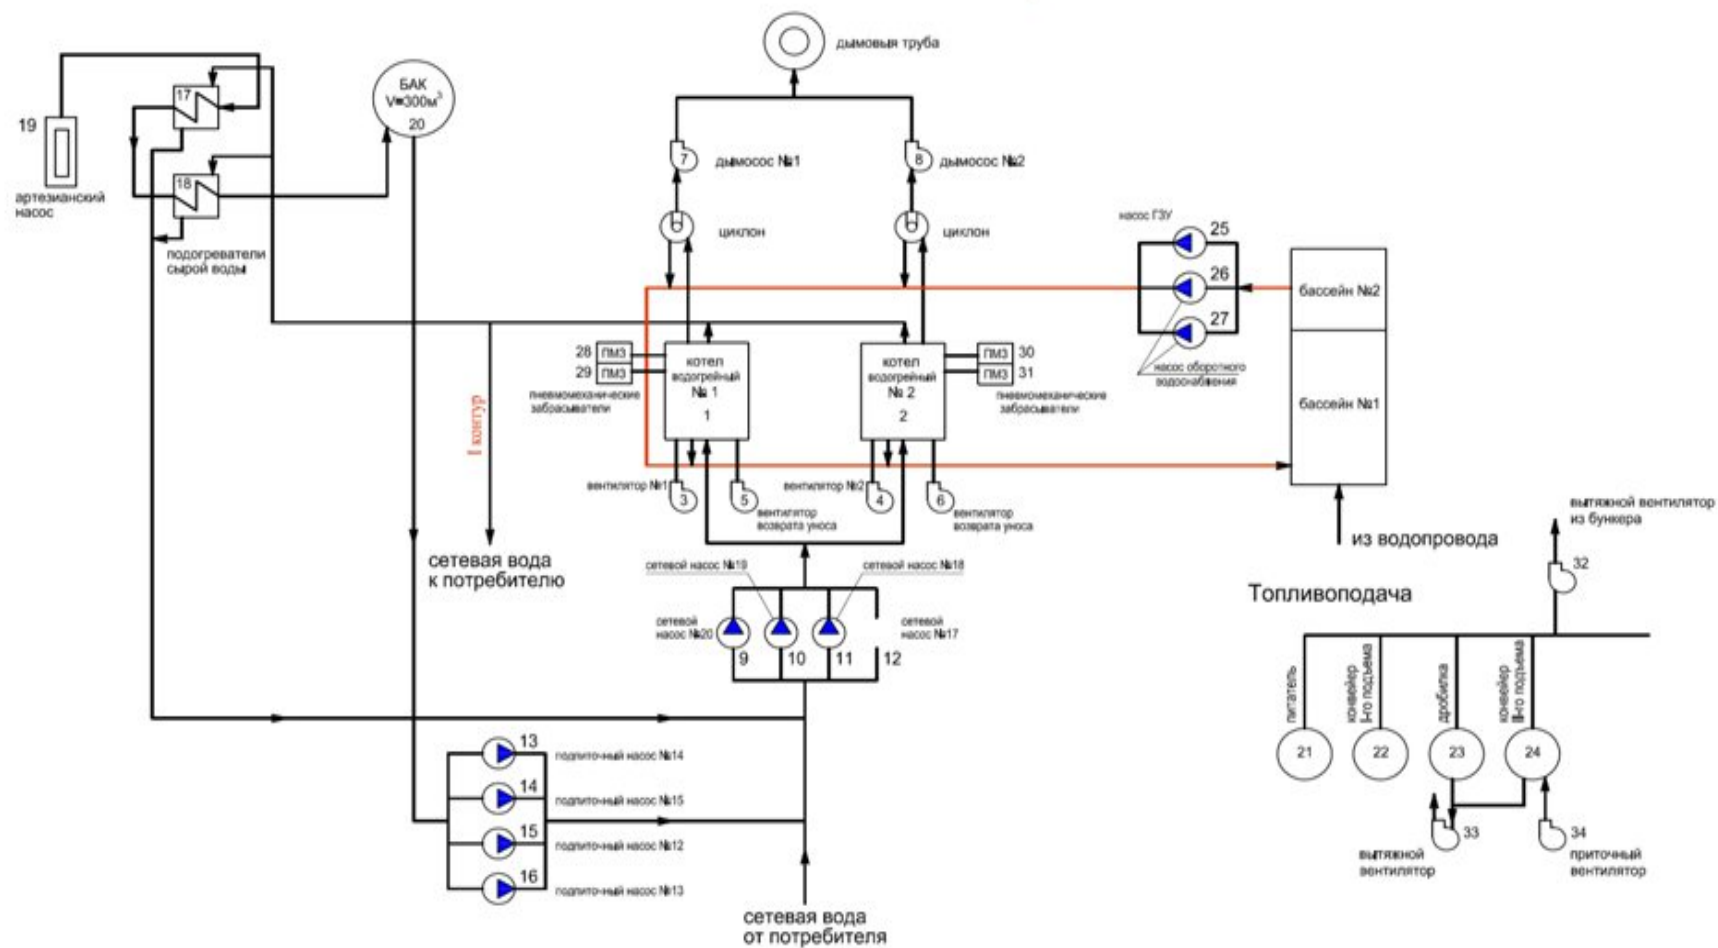 дымовыя труба
17
БАК
V=300м³
20
19
7
дымосос №1
8
дымосос №2
18
артезианский
насос
циклон
циклон
насос ГЗУ
25
подогреватели
сырой воды
26
бассейн №2
27
28
ПМЗ
29
ПМЗ
пневмомеханические
забрасыватели
котел
водогрейный
№ 1
1
котел
водогрейный
№ 2
2
ПМЗ
30
ПМЗ
31
пневмомеханические
забрасыватели
насос оборотного
водоснабжения
бассейн №1
I контур
вентилятор №1
3
5
вентилятор
возврата уноса
вентилятор №2
4
6
вентилятор
возврата уноса
вытяжной вентилятор
из бункера
из водопровода
32
сетевая вода
к потребителю
сетевой насос №19
сетевой насос №18
Топливоподача
сетевой
насос №20
сетевой
насос №17
9
10
11
12
питатель
конвейер
I-го подъема
дробилка
конвейер
II-го подъема
21
22
23
24
13
подпиточный насос №14
14
подпиточный насос №15
15
подпиточный насос №12
16
подпиточный насос №13
33
34
вытяжной
вентилятор
приточный
вентилятор
сетевая вода
от потребителя